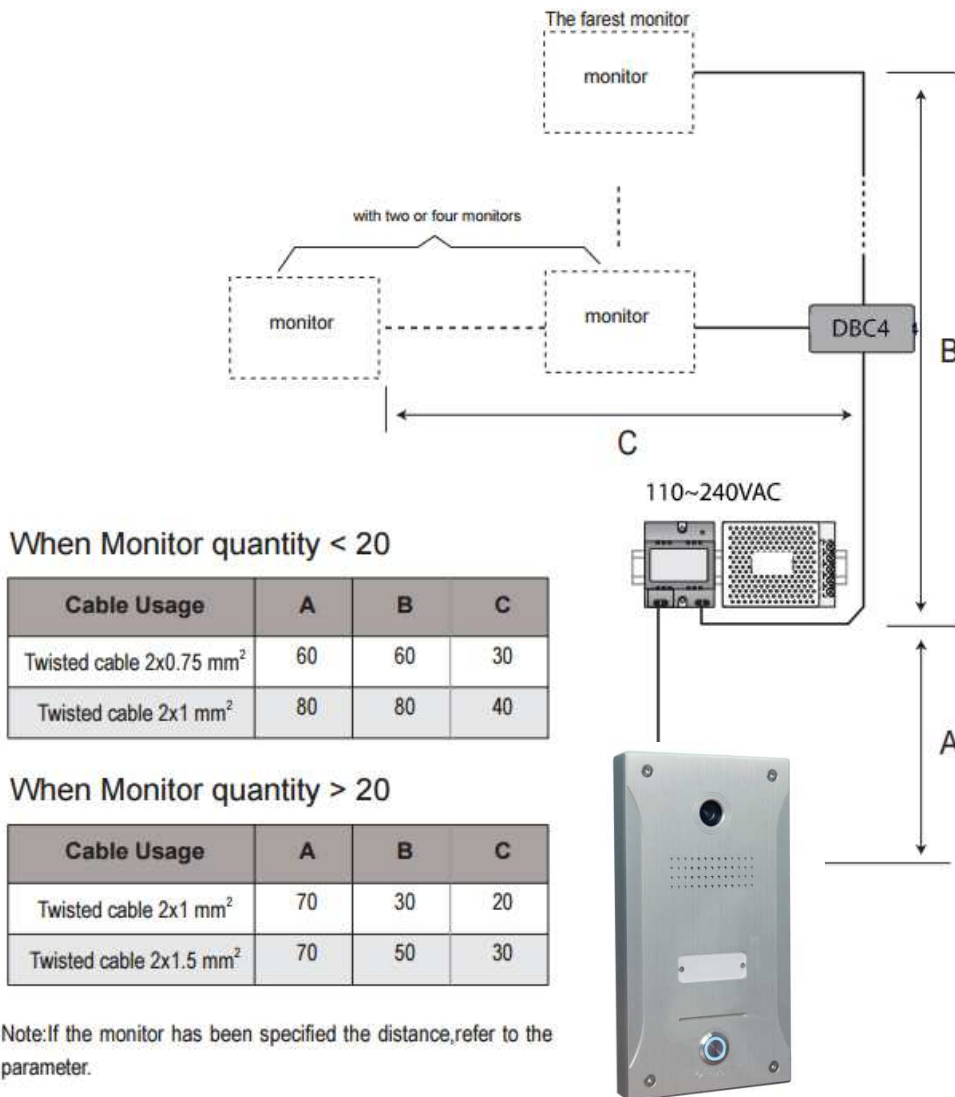 The farest monitor
monitor
with two or four monitors
monitor
monitor
DBC4
B
C
110~240VAC
When Monitor quantity < 20
Cable Usage A B C
Twisted cable 2x0.75 mm² 60 60 30
Twisted cable 2x1 mm² 80 80 40
A
When Monitor quantity > 20
Cable Usage A B C
Twisted cable 2x1 mm² 70 30 20
Twisted cable 2x1.5 mm² 70 50 30
Note:If the monitor has been specified the distance,refer to the
parameter.